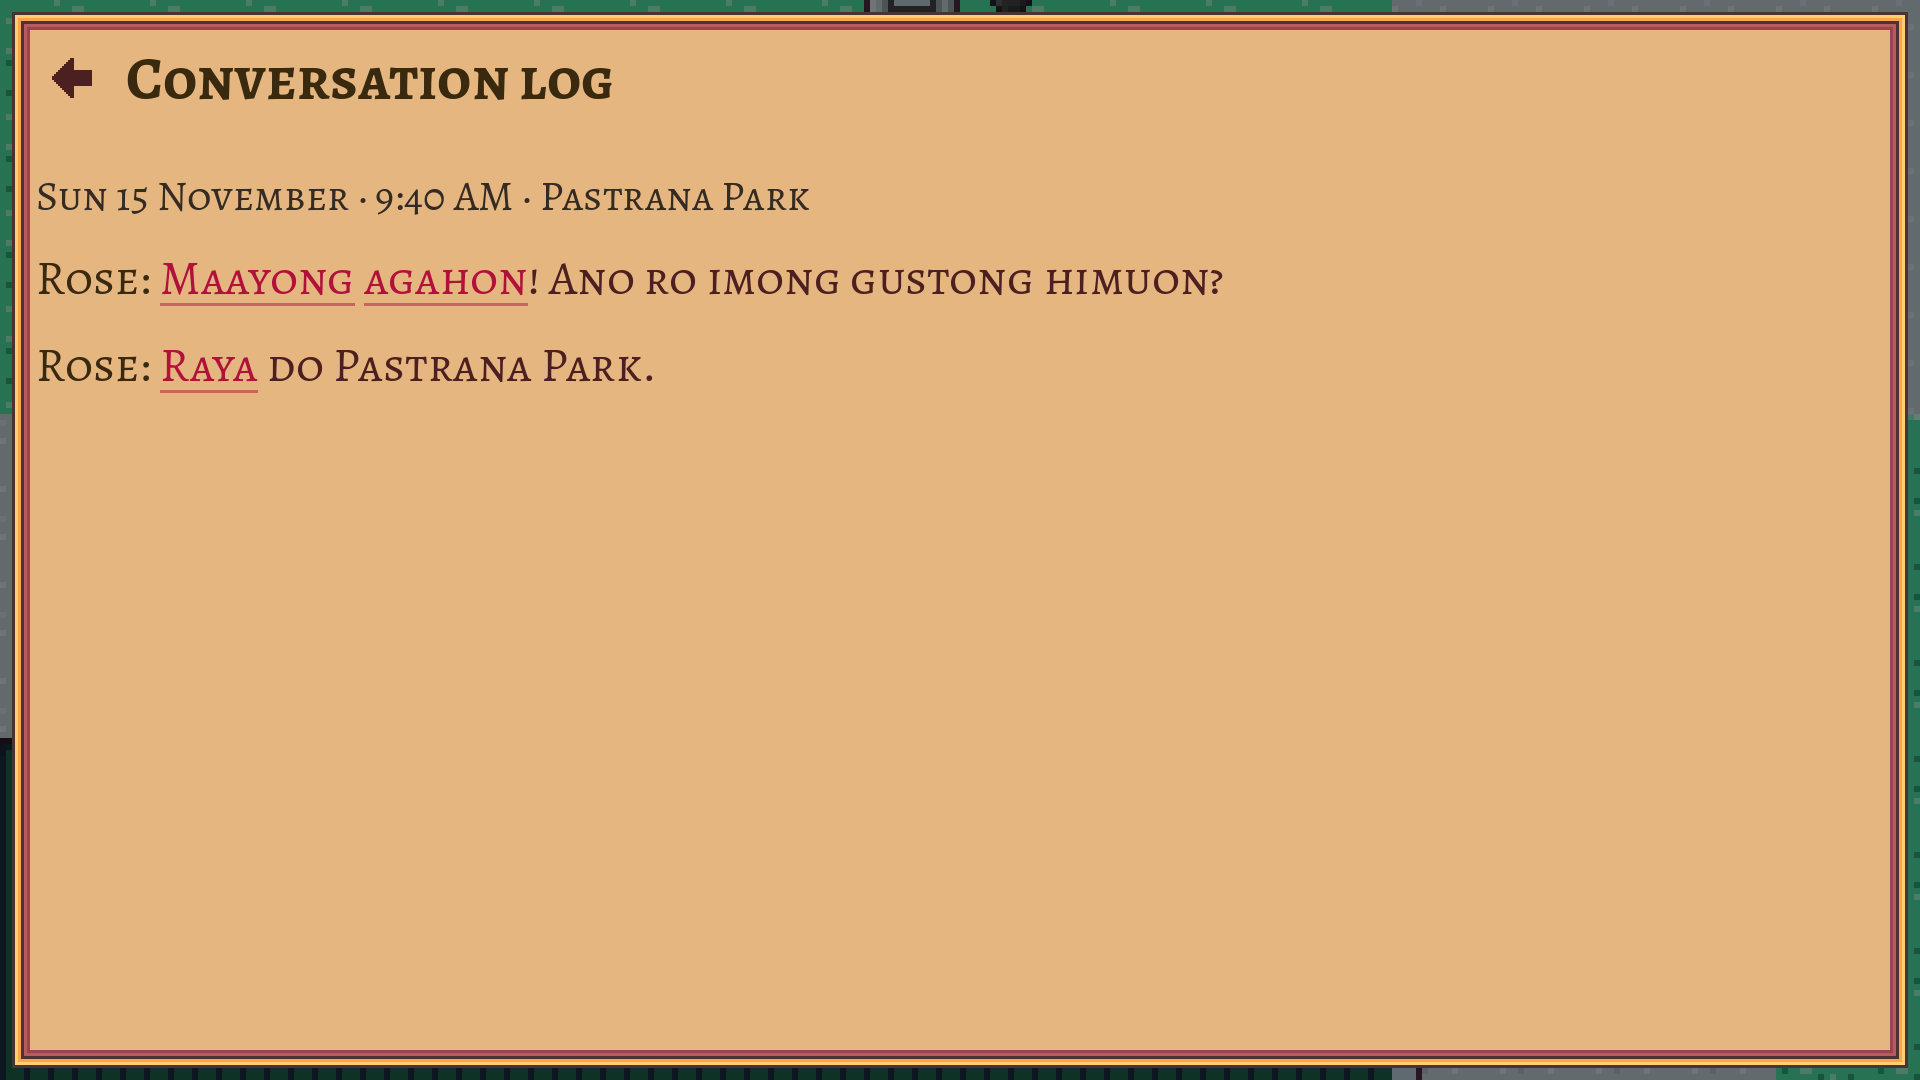 Conversation log
Sun 15 November · 9:40 AM · Pastrana Park
Rose: Maayong agahon! Ano ro imong gustong himuon?
Rose: Raya do Pastrana Park.